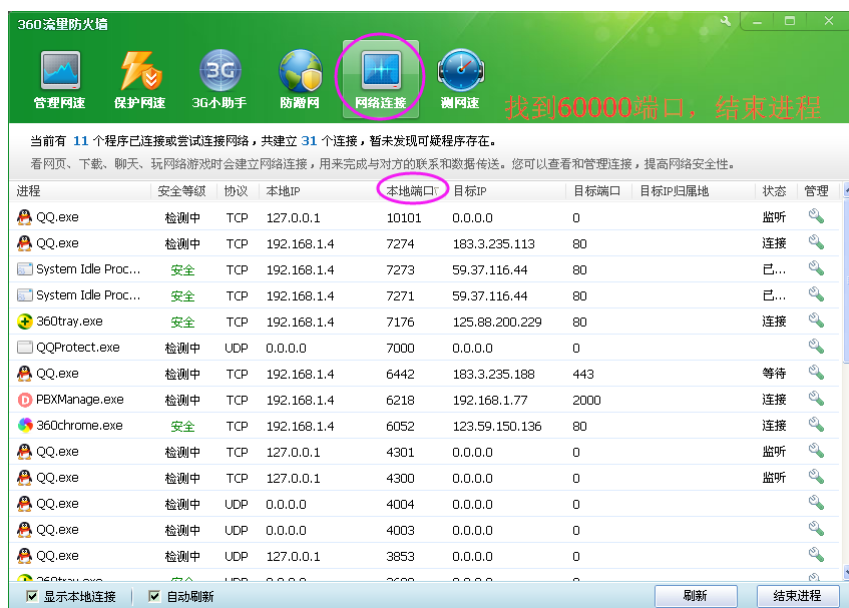 360流量防火墙
管理网速 保护网速 3G小助手 防蹭网 网络连接 测网速
找到60000端口，结束进程
当前有 11 个程序已连接或尝试连接网络，共建立 31 个连接，暂未发现可疑程序存在。
看网页、下载、聊天、玩网络游戏时会建立网络连接，用来完成与对方的联系和数据传送。您可以查看和管理连接，提高网络安全性。
进程 安全等级 协议 本地IP 本地端口 目标IP 目标端口 目标IP归属地 状态 管理
QQ.exe 检测中 TCP 127.0.0.1 10101 0.0.0.0 0 监听
QQ.exe 检测中 TCP 192.168.1.4 7274 183.3.235.113 80 连接
System Idle Proc... 安全 TCP 192.168.1.4 7273 59.37.116.44 80 已...
System Idle Proc... 安全 TCP 192.168.1.4 7271 59.37.116.44 80 已...
360tray.exe 安全 TCP 192.168.1.4 7176 125.88.200.229 80 连接
QQProtect.exe 检测中 UDP 0.0.0.0 7000 0.0.0.0 0
QQ.exe 检测中 TCP 192.168.1.4 6442 183.3.235.188 443 等待
PBXManage.exe 检测中 TCP 192.168.1.4 6218 192.168.1.77 2000 连接
360chrome.exe 安全 TCP 192.168.1.4 6052 123.59.150.136 80 连接
QQ.exe 检测中 TCP 127.0.0.1 4301 0.0.0.0 0 监听
QQ.exe 检测中 TCP 127.0.0.1 4300 0.0.0.0 0 监听
QQ.exe 检测中 UDP 0.0.0.0 4004 0.0.0.0 0
QQ.exe 检测中 UDP 0.0.0.0 4003 0.0.0.0 0
QQ.exe 检测中 UDP 127.0.0.1 3853 0.0.0.0 0
显示本地连接 自动刷新 刷新 结束进程